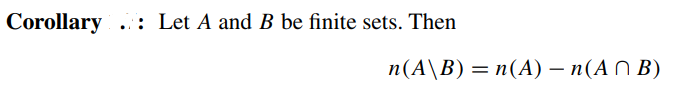 Corollary .: Let A and B be finite sets. Then
n(A\B) = n(A) − n(A ∩ B)